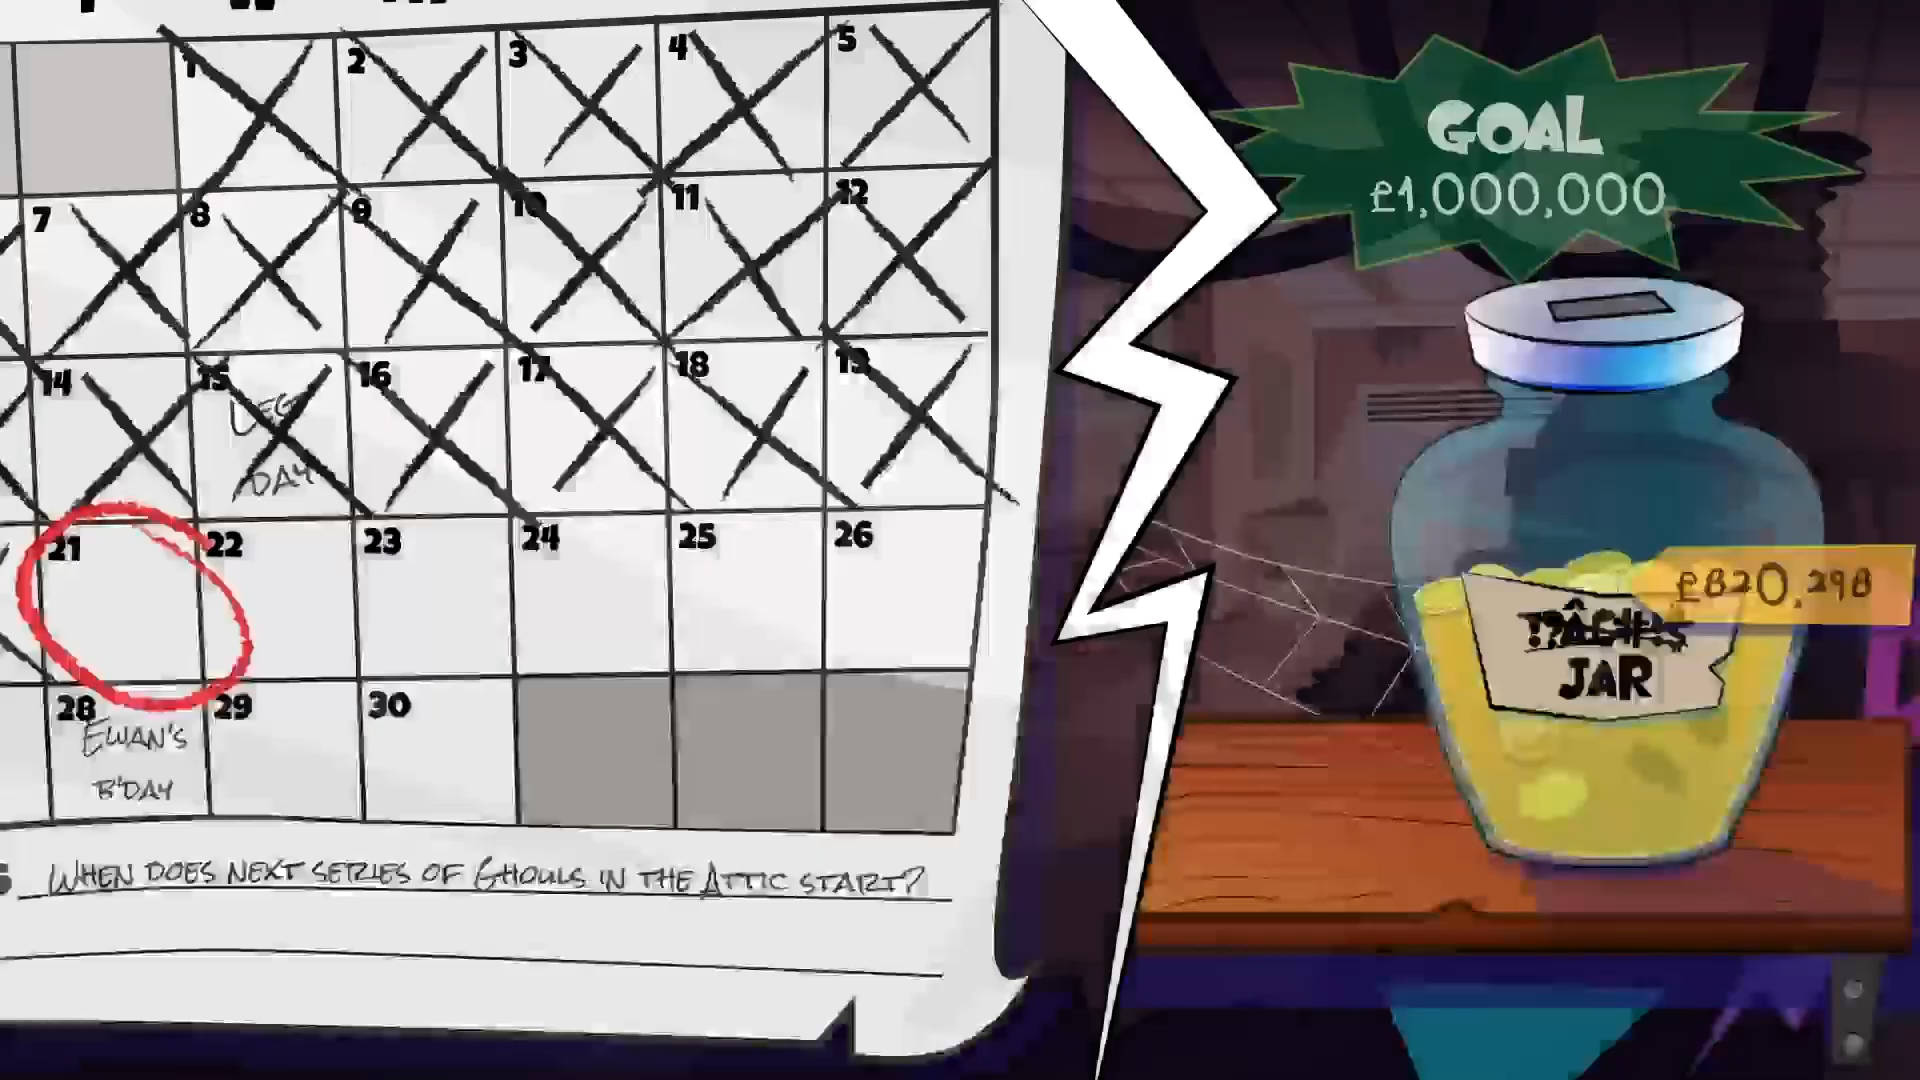 1 2 3 4 5
7 8 9 10 11 12
14 15 16 17 18 19
LEG
DAY
21 22 23 24 25 26
28 29 30
EWAN'S
B'DAY
WHEN DOES NEXT SERIES OF GHOULS IN THE ATTIC START?
GOAL
£1,000,000
£820,298
JAR